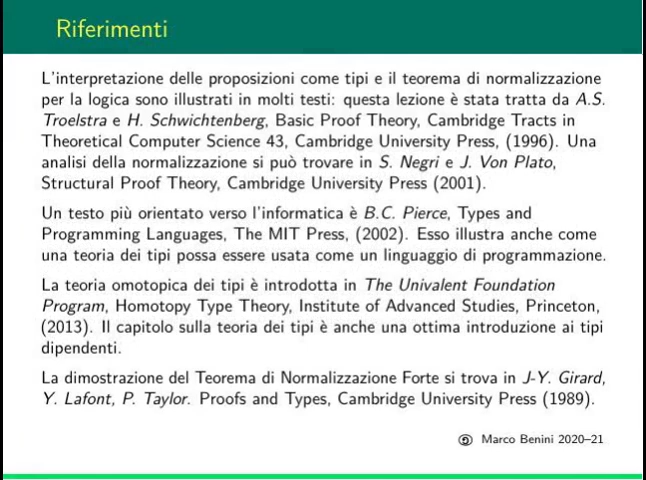 Riferimenti
L'interpretazione delle proposizioni come tipi e il teorema di normalizzazione
per la logica sono illustrati in molti testi: questa lezione è stata tratta da A.S.
Troelstra e H. Schwichtenberg, Basic Proof Theory, Cambridge Tracts in
Theoretical Computer Science 43, Cambridge University Press, (1996). Una
analisi della normalizzazione si può trovare in S. Negri e J. Von Plato,
Structural Proof Theory, Cambridge University Press (2001).
Un testo più orientato verso l'informatica è B.C. Pierce, Types and
Programming Languages, The MIT Press, (2002). Esso illustra anche come
una teoria dei tipi possa essere usata come un linguaggio di programmazione.
La teoria omotopica dei tipi è introdotta in The Univalent Foundation
Program, Homotopy Type Theory, Institute of Advanced Studies, Princeton,
(2013). Il capitolo sulla teoria dei tipi è anche una ottima introduzione ai tipi
dipendenti.
La dimostrazione del Teorema di Normalizzazione Forte si trova in J-Y. Girard,
Y. Lafont, P. Taylor. Proofs and Types, Cambridge University Press (1989).
Marco Benini 2020–21